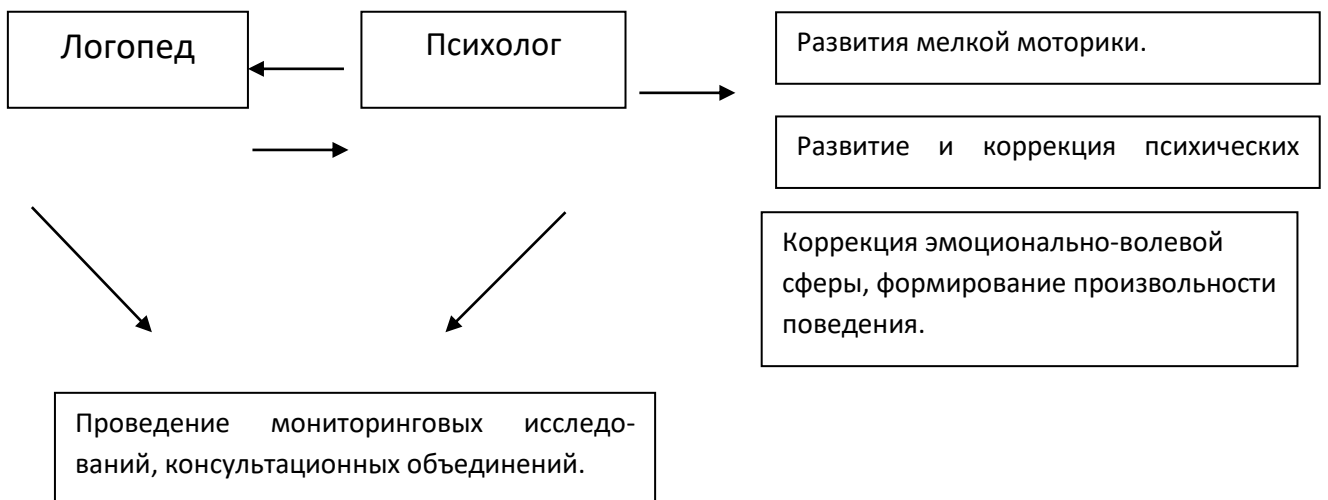 Логопед
Психолог
Развития мелкой моторики.
Развитие и коррекция психических
Коррекция эмоционально-волевой
сферы, формирование произвольности
поведения.
Проведение мониторинговых исследо-
ваний, консультационных объединений.